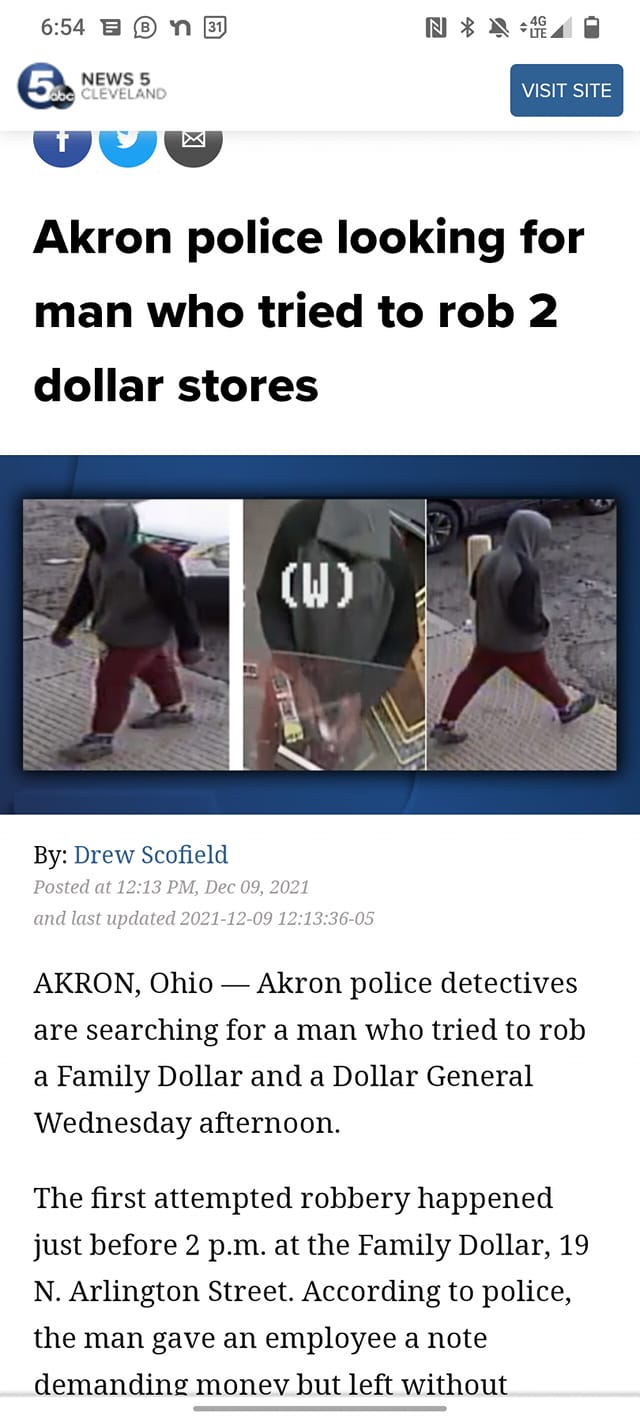 6:54 B 31 4G LTE
5 abc NEWS 5 CLEVELAND
VISIT SITE
Akron police looking for
man who tried to rob 2
dollar stores
(W)
By: Drew Scofield
Posted at 12:13 PM, Dec 09, 2021
and last updated 2021-12-09 12:13:36-05
AKRON, Ohio — Akron police detectives
are searching for a man who tried to rob
a Family Dollar and a Dollar General
Wednesday afternoon.
The first attempted robbery happened
just before 2 p.m. at the Family Dollar, 19
N. Arlington Street. According to police,
the man gave an employee a note
demanding money but left without